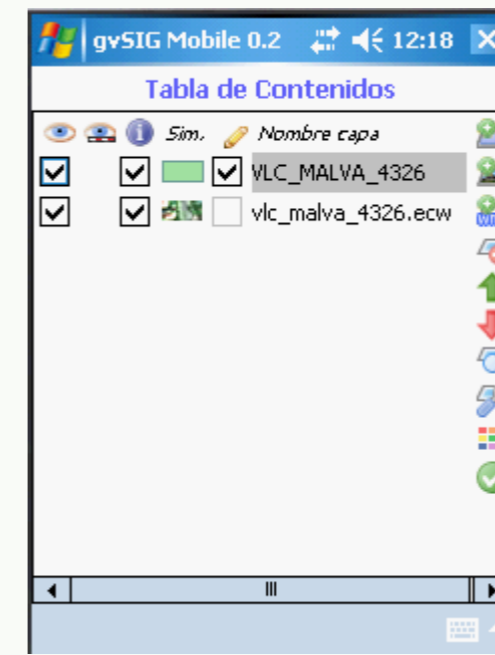 gvSIG Mobile 0.2 12:18
Tabla de Contenidos
Sim. Nombre capa
VLC_MALVA_4326
vlc_malva_4326.ecw